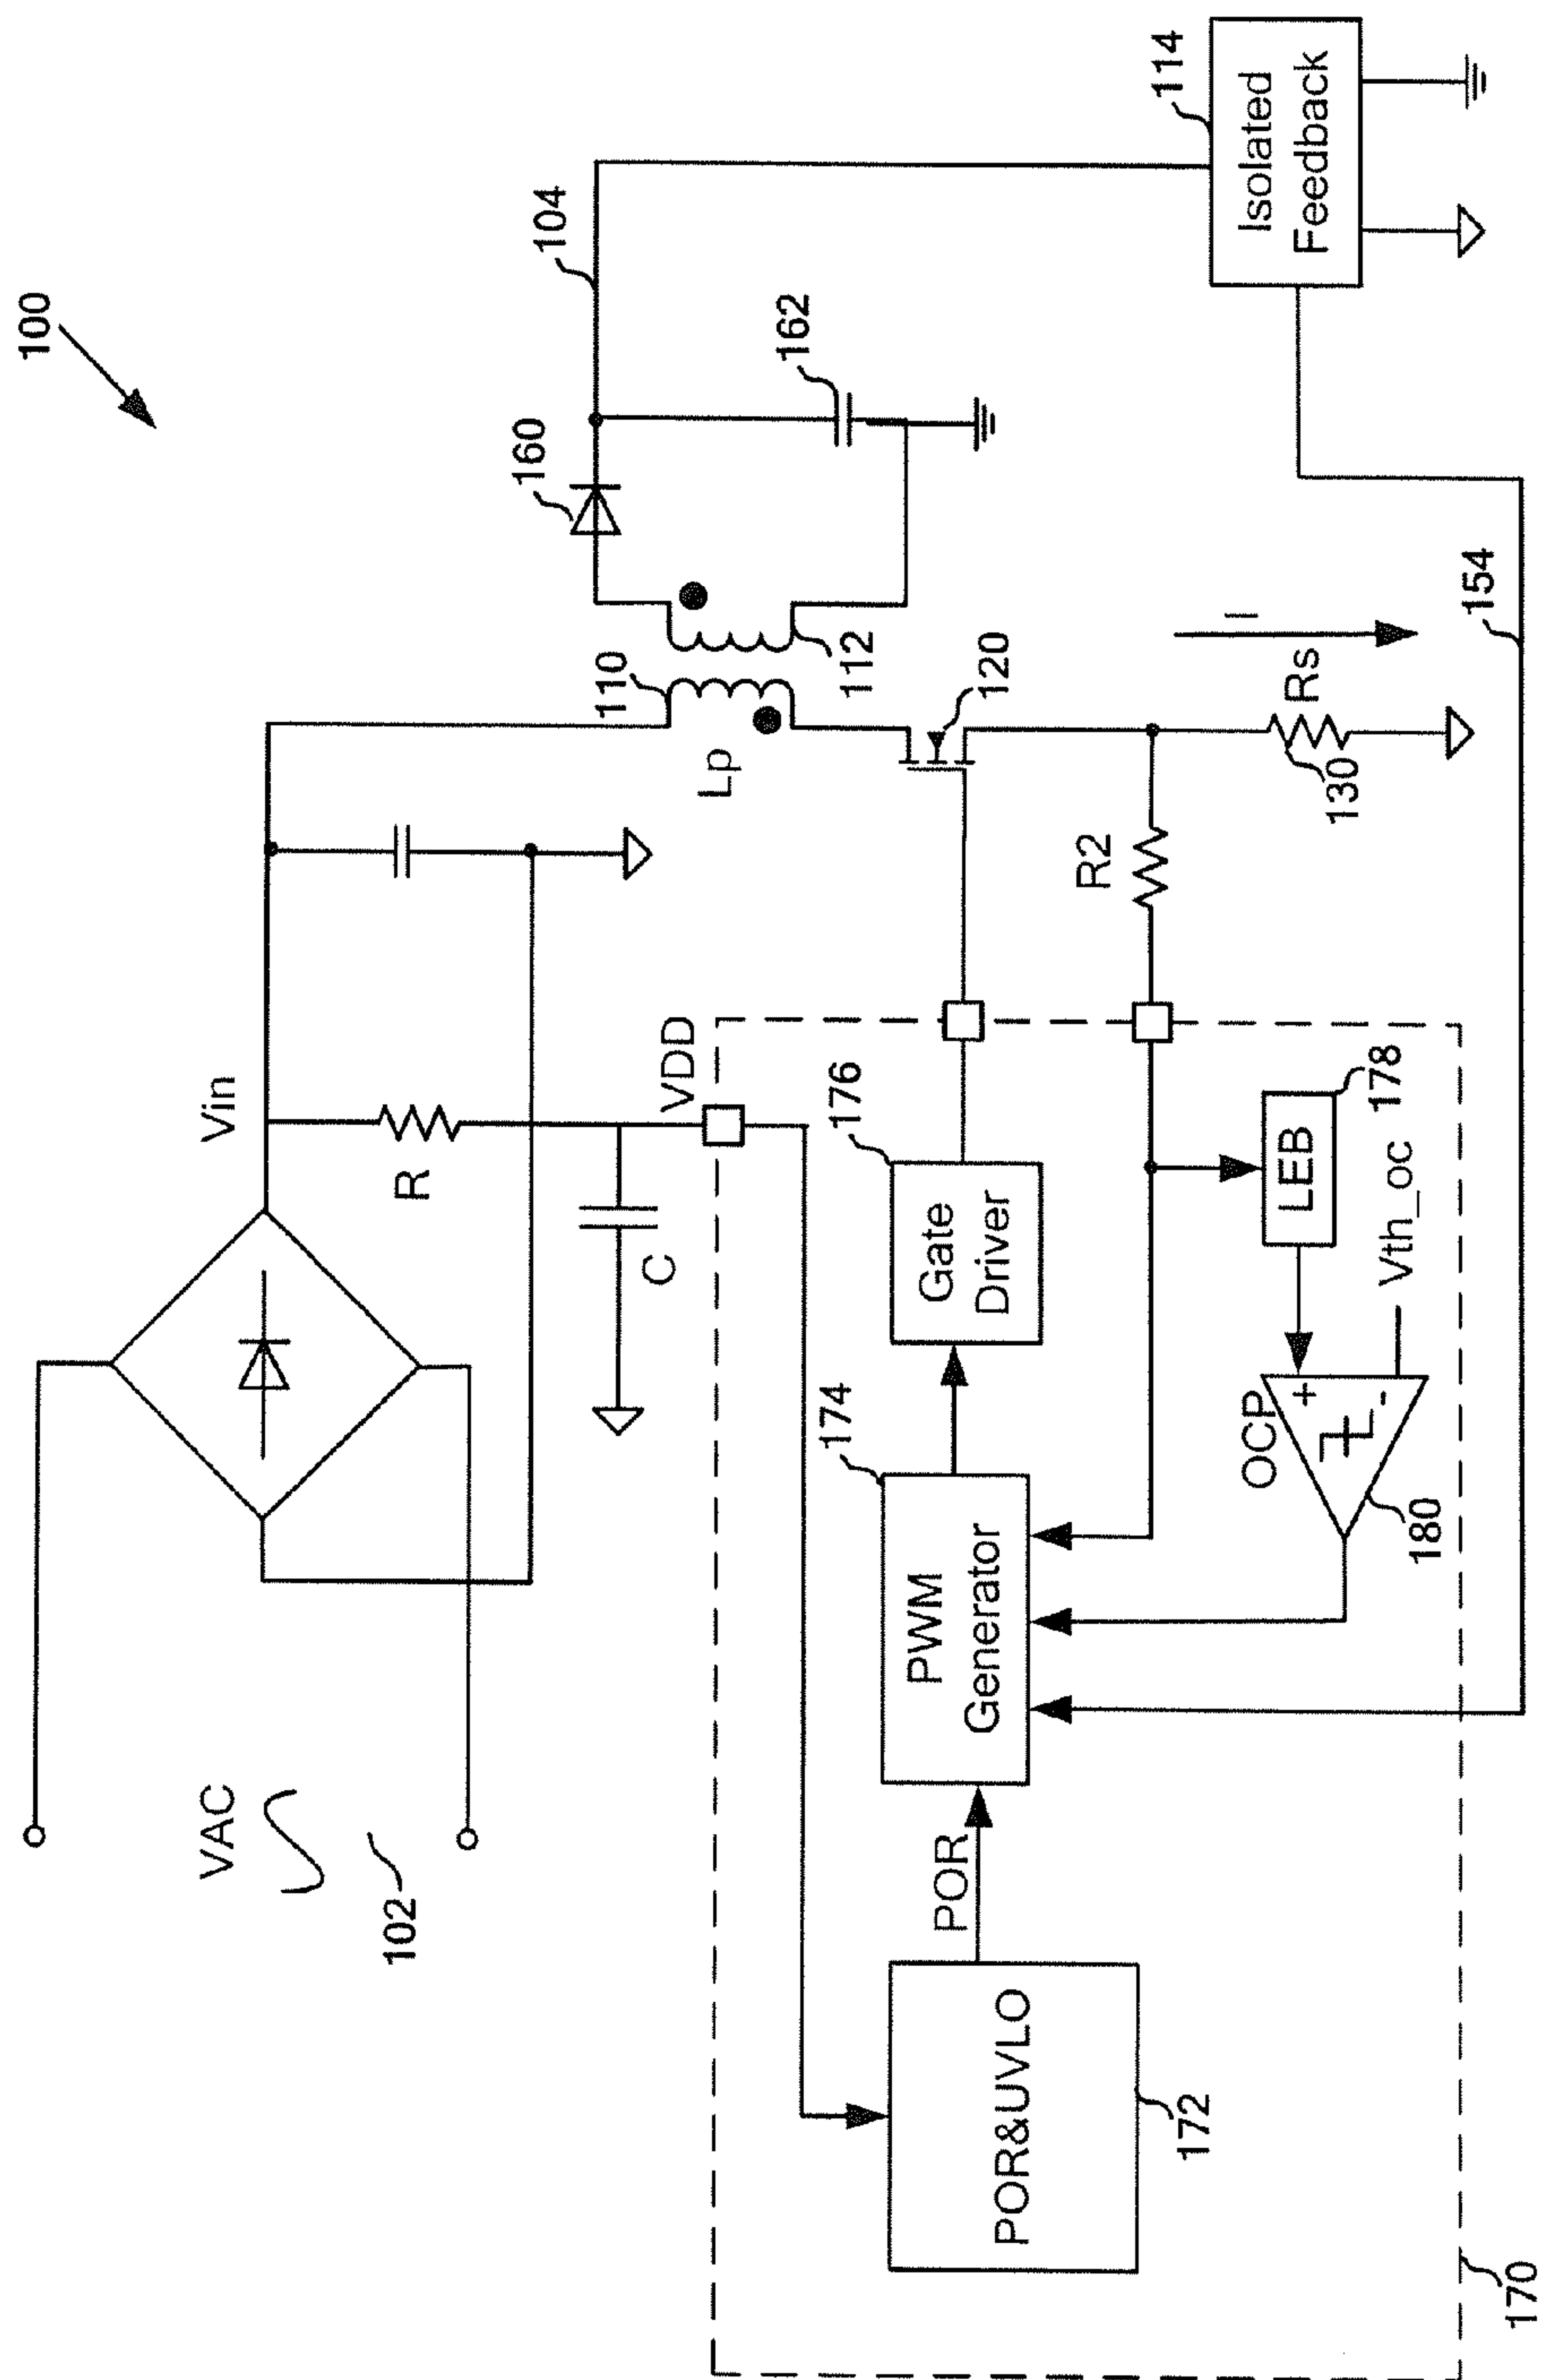 100
VAC
102
Vin
R
C
VDD
110
Lp
112
160
104
162
114
Isolated
Feedback
120
R2
Rs
130
I
154
176
Gate
Driver
174
PWM
Generator
POR
POR&UVLO
172
LEB
178
Vth_oc
OCP
+
-
180
170